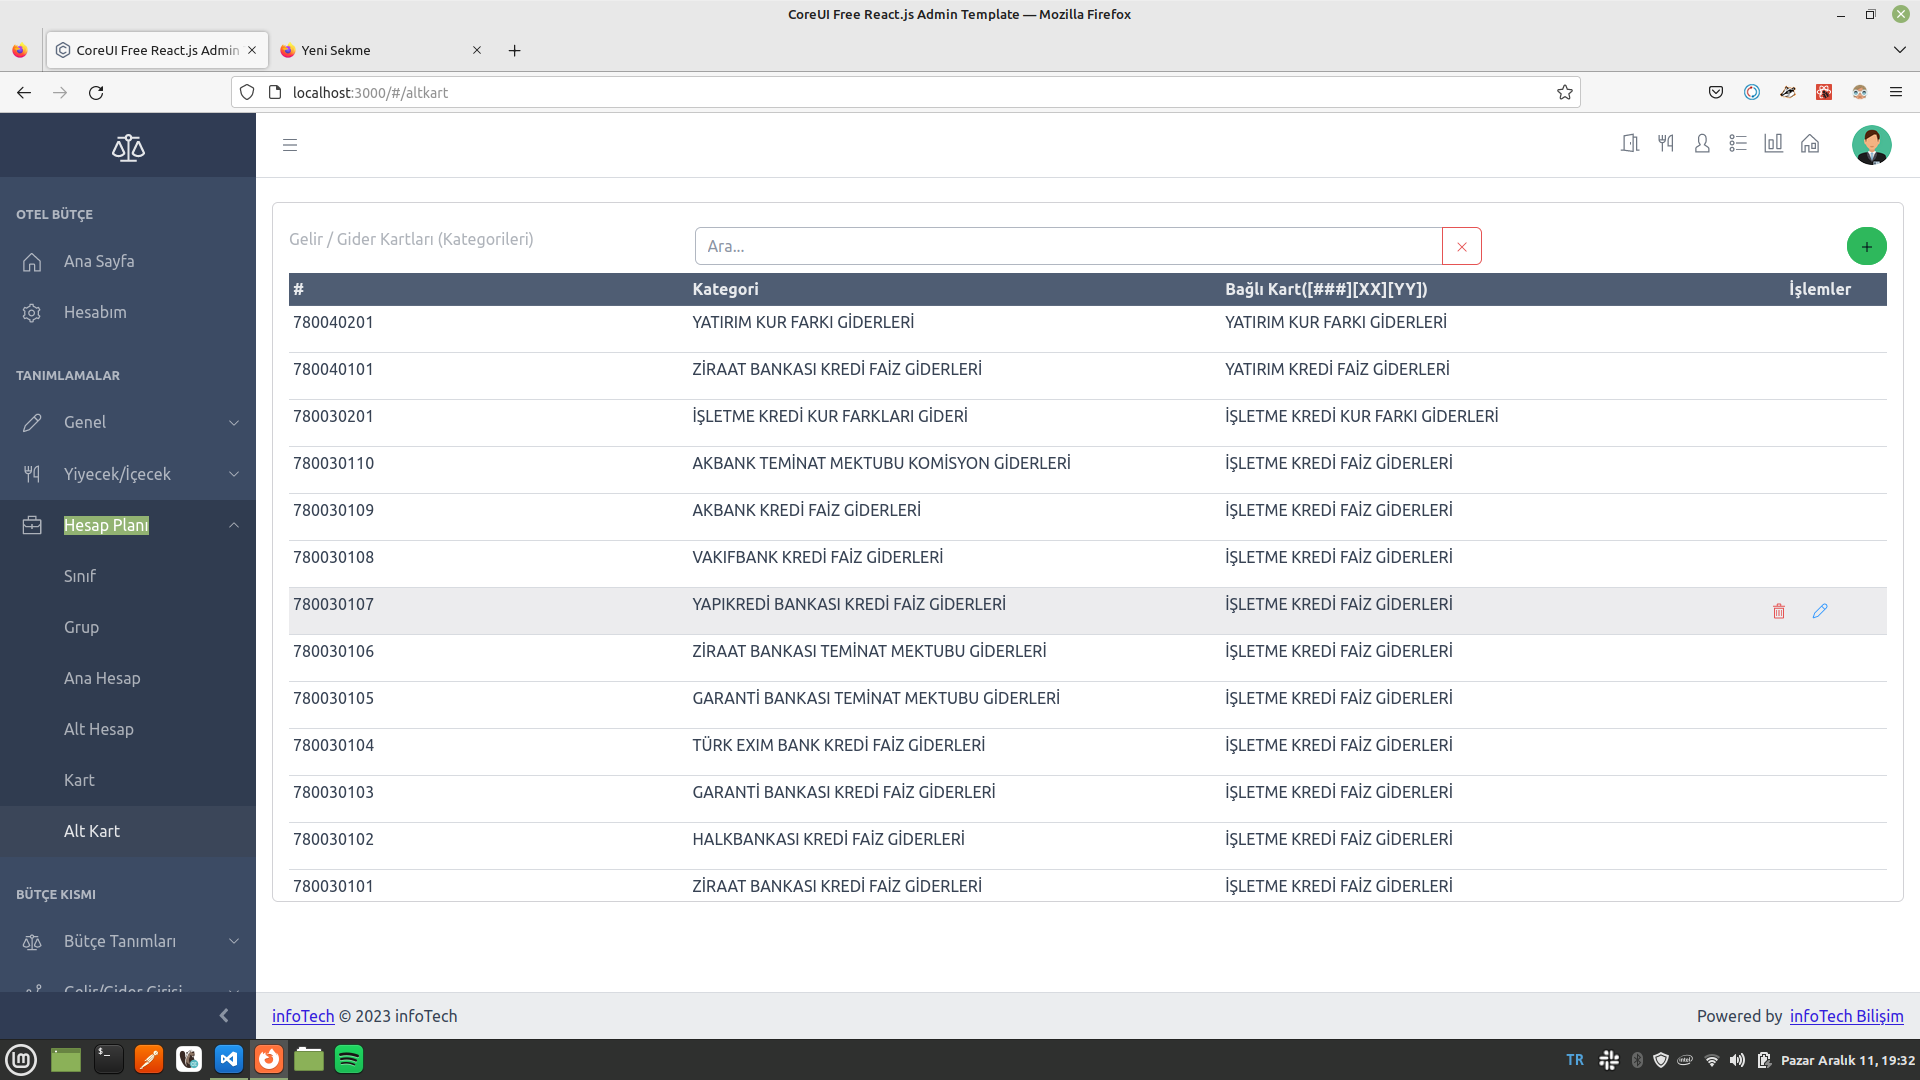 CoreUI Free React.js Admin Template — Mozilla Firefox
CoreUI Free React.js Admin
Yeni Sekme
localhost:3000/#/altkart
OTEL BÜTÇE
Ana Sayfa
Hesabım
TANIMLAMALAR
Genel
Yiyecek/İçecek
Hesap Planı
Sınıf
Grup
Ana Hesap
Alt Hesap
Kart
Alt Kart
BÜTÇE KISMI
Bütçe Tanımları
Gelir/Gider Girişi
Gelir / Gider Kartları (Kategorileri)
Ara...
# Kategori Bağlı Kart([###][XX][YY]) İşlemler
780040201 YATIRIM KUR FARKI GİDERLERİ YATIRIM KUR FARKI GİDERLERİ
780040101 ZİRAAT BANKASI KREDİ FAİZ GİDERLERİ YATIRIM KREDİ FAİZ GİDERLERİ
780030201 İŞLETME KREDİ KUR FARKLARI GİDERİ İŞLETME KREDİ KUR FARKI GİDERLERİ
780030110 AKBANK TEMİNAT MEKTUBU KOMİSYON GİDERLERİ İŞLETME KREDİ FAİZ GİDERLERİ
780030109 AKBANK KREDİ FAİZ GİDERLERİ İŞLETME KREDİ FAİZ GİDERLERİ
780030108 VAKIFBANK KREDİ FAİZ GİDERLERİ İŞLETME KREDİ FAİZ GİDERLERİ
780030107 YAPIKREDİ BANKASI KREDİ FAİZ GİDERLERİ İŞLETME KREDİ FAİZ GİDERLERİ
780030106 ZİRAAT BANKASI TEMİNAT MEKTUBU GİDERLERİ İŞLETME KREDİ FAİZ GİDERLERİ
780030105 GARANTİ BANKASI TEMİNAT MEKTUBU GİDERLERİ İŞLETME KREDİ FAİZ GİDERLERİ
780030104 TÜRK EXIM BANK KREDİ FAİZ GİDERLERİ İŞLETME KREDİ FAİZ GİDERLERİ
780030103 GARANTİ BANKASI KREDİ FAİZ GİDERLERİ İŞLETME KREDİ FAİZ GİDERLERİ
780030102 HALKBANKASI KREDİ FAİZ GİDERLERİ İŞLETME KREDİ FAİZ GİDERLERİ
780030101 ZİRAAT BANKASI KREDİ FAİZ GİDERLERİ İŞLETME KREDİ FAİZ GİDERLERİ
infoTech © 2023 infoTech
Powered by infoTech Bilişim
TR
Pazar Aralık 11, 19:32